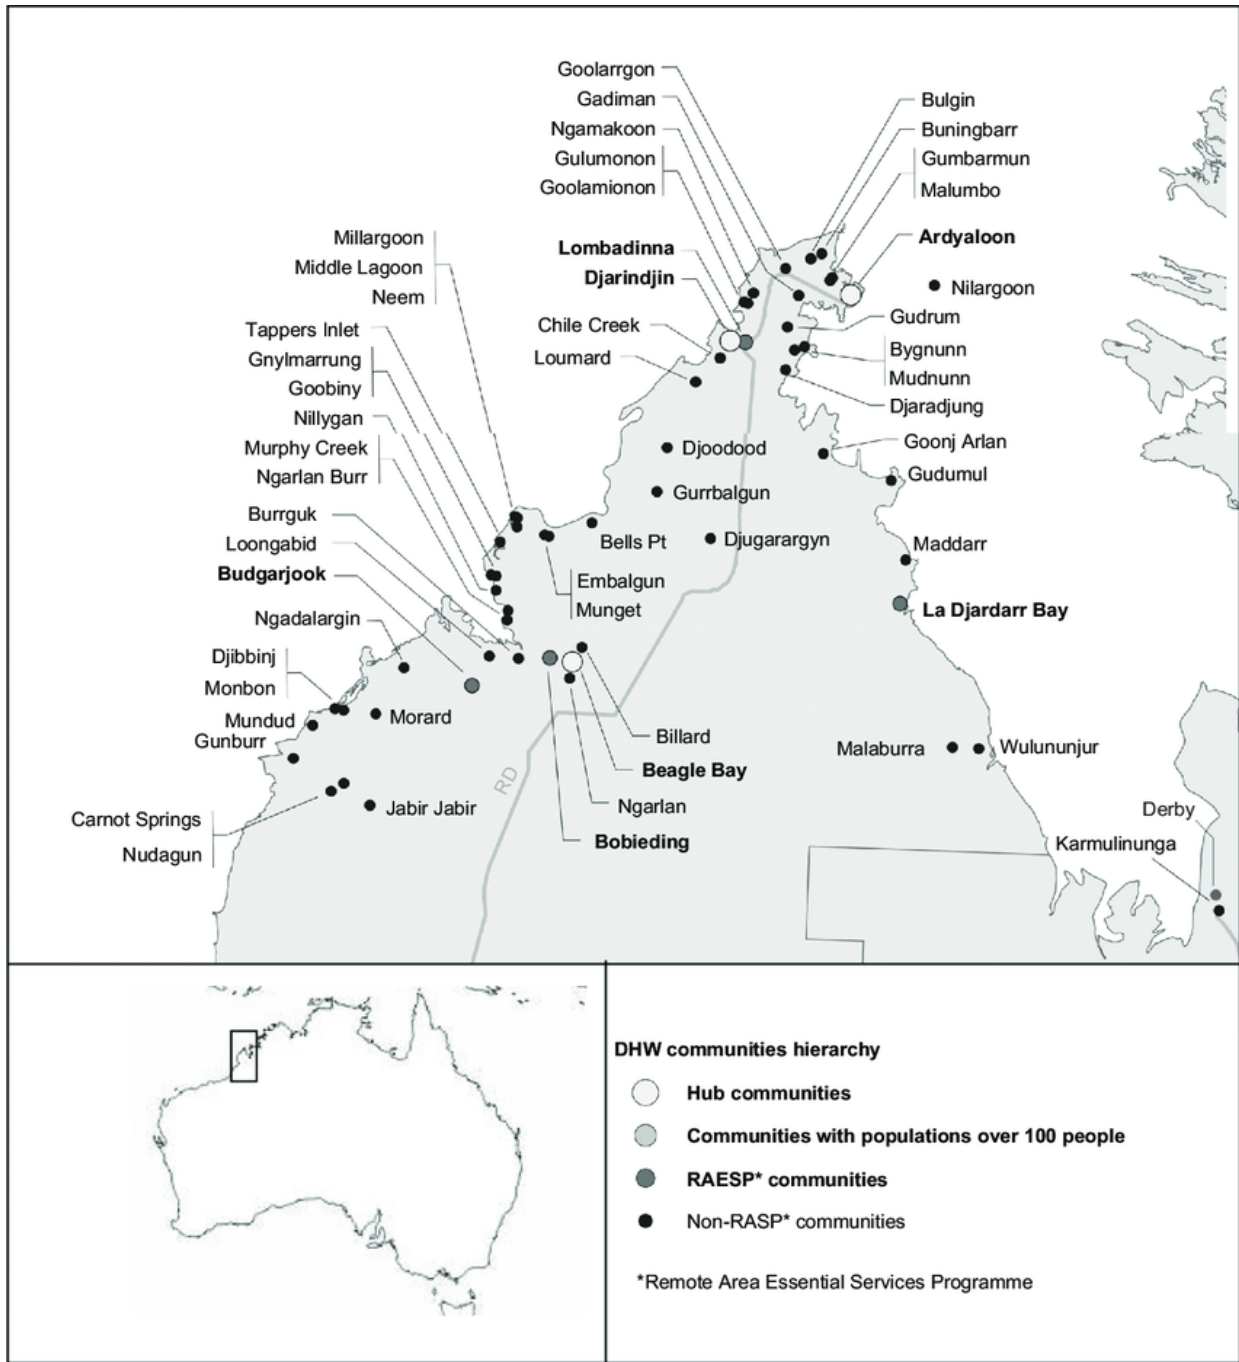 Goolarrgon
Gadiman
Ngamakoon
Gulumonon
Goolamionon
Bulgin
Buningbarr
Gumbarmun
Malumbo
Ardyaloon
Nilargoon
Lombadinna
Djarindjin
Chile Creek
Loumard
Gudrum
Bygnunn
Mudnunn
Djaradjung
Goonj Arlan
Gudumul
Millargoon
Middle Lagoon
Neem
Tappers Inlet
Gnylmarrung
Goobiny
Nillygan
Murphy Creek
Ngarlan Burr
Burrguk
Loongabid
Budgarjook
Ngadalargin
Djibbinj
Monbon
Mundud
Gunburr
Djoodood
Gurrbalgun
Bells Pt
Djugarargyn
Embalgun
Munget
Maddarr
La Djardarr Bay
Morard
Billard
Beagle Bay
Ngarlan
Bobieding
RD
Jabir Jabir
Carnot Springs
Nudagun
Malaburra
Wulununjur
Derby
Karmulinunga
DHW communities hierarchy
Hub communities
Communities with populations over 100 people
RAESP* communities
Non-RASP* communities
*Remote Area Essential Services Programme